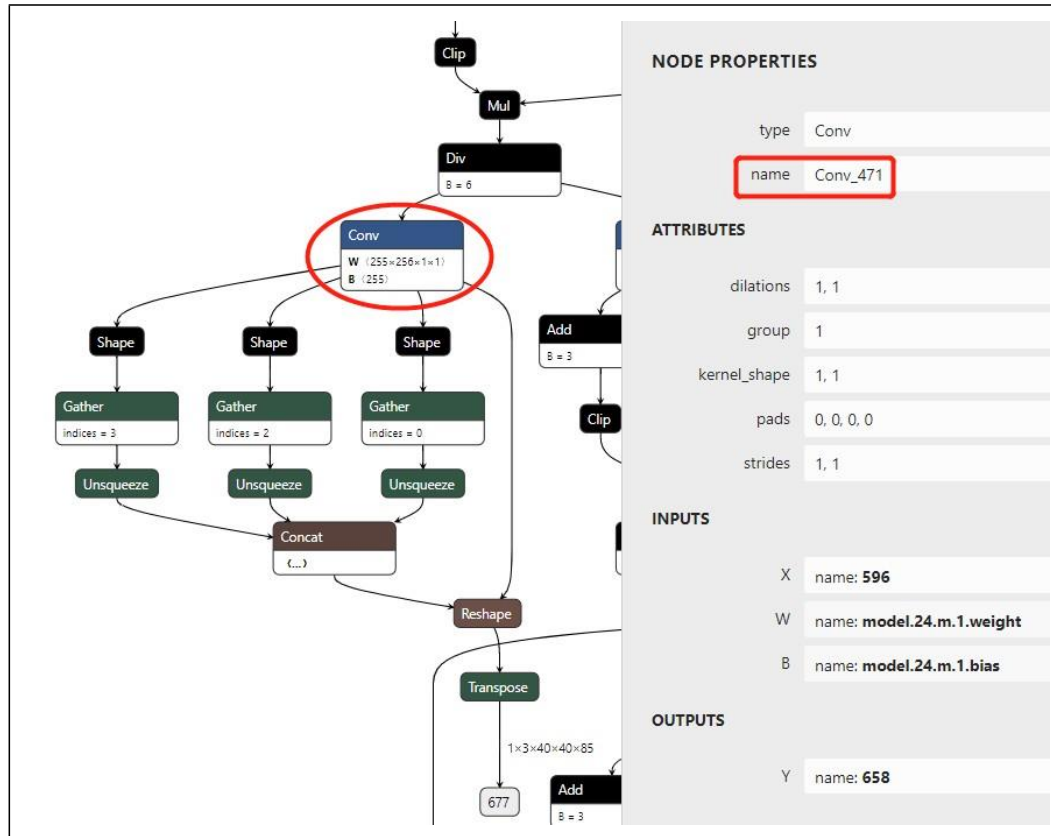 Clip
Mul
Div
B = 6
Conv
W ⟨255×256×1×1⟩
B ⟨255⟩
Shape
Shape
Shape
Add
B = 3
Gather
indices = 3
Gather
indices = 2
Gather
indices = 0
Clip
Unsqueeze
Unsqueeze
Unsqueeze
Concat
⟨...⟩
Reshape
Transpose
1×3×40×40×85
677
Add
B = 3
NODE PROPERTIES
type Conv
name Conv_471
ATTRIBUTES
dilations 1, 1
group 1
kernel_shape 1, 1
pads 0, 0, 0, 0
strides 1, 1
INPUTS
X name: 596
W name: model.24.m.1.weight
B name: model.24.m.1.bias
OUTPUTS
Y name: 658